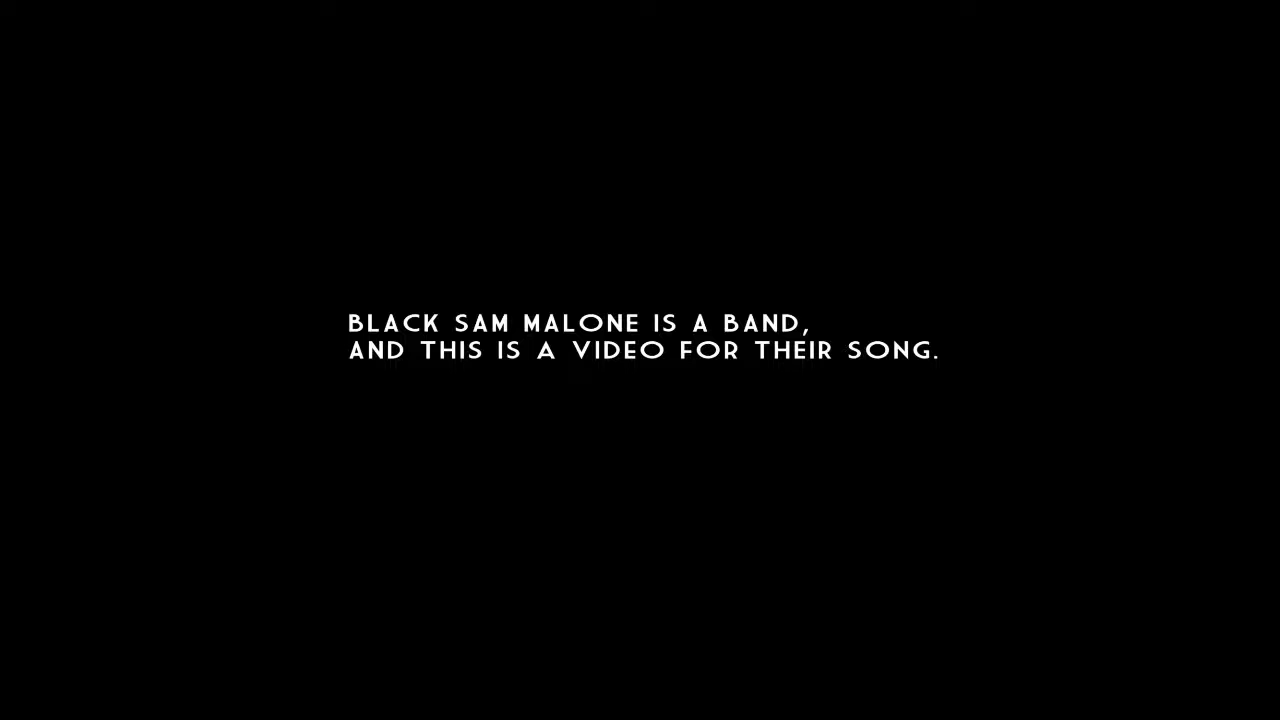 BLACK SAM MALONE IS A BAND,
AND THIS IS A VIDEO FOR THEIR SONG.